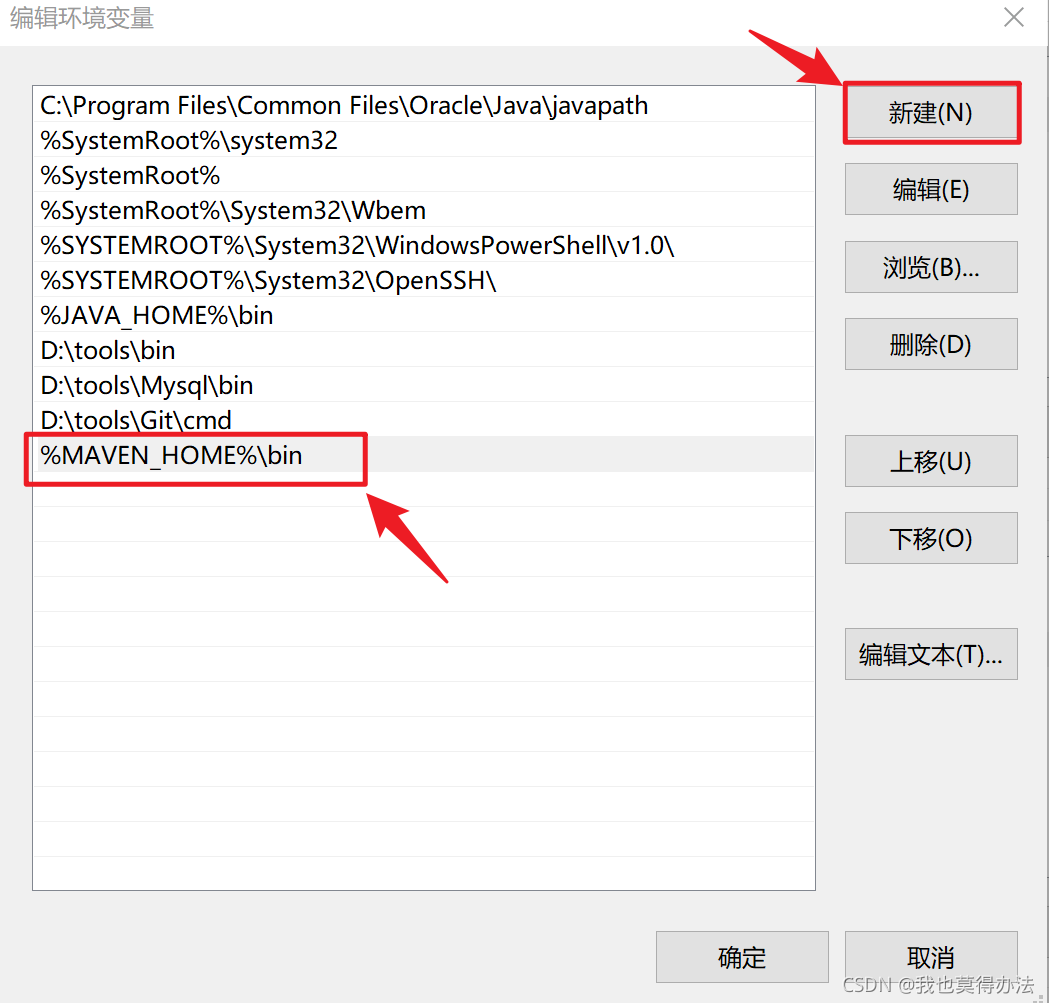 编辑环境变量
C:\Program Files\Common Files\Oracle\Java\javapath
%SystemRoot%\system32
%SystemRoot%
%SystemRoot%\System32\Wbem
%SYSTEMROOT%\System32\WindowsPowerShell\v1.0\
%SYSTEMROOT%\System32\OpenSSH\
%JAVA_HOME%\bin
D:\tools\bin
D:\tools\Mysql\bin
D:\tools\Git\cmd
%MAVEN_HOME%\bin
新建(N)
编辑(E)
浏览(B)...
删除(D)
上移(U)
下移(O)
编辑文本(T)...
确定
取消
CSDN @我也莫得办法